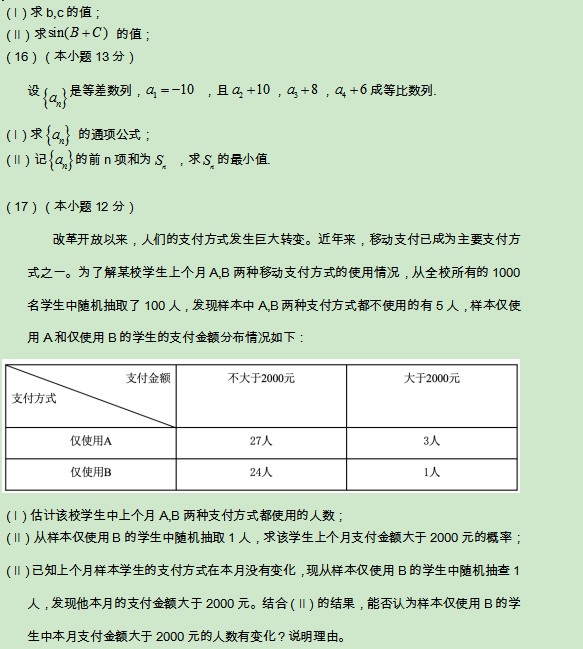 (Ⅰ)求 b,c 的值；
(Ⅱ)求sin(B+C) 的值；
(16)(本小题 13 分)
设{aₙ}是等差数列，a₁=−10 ，且a₂+10，a₃+8，a₄+6成等比数列.
(Ⅰ)求{aₙ} 的通项公式；
(Ⅱ)记{aₙ}的前 n 项和为 Sₙ ，求Sₙ的最小值.
(17)(本小题 12 分)
改革开放以来，人们的支付方式发生巨大转变。近年来，移动支付已成为主要支付方
式之一。为了解某校学生上个月 A,B 两种移动支付方式的使用情况，从全校所有的 1000
名学生中随机抽取了 100 人，发现样本中 A,B 两种支付方式都不使用的有 5 人，样本仅使
用 A 和仅使用 B 的学生的支付金额分布情况如下：
支付金额 不大于2000元 大于2000元
支付方式
仅使用A 27人 3人
仅使用B 24人 1人
(Ⅰ)估计该校学生中上个月 A,B 两种支付方式都使用的人数；
(Ⅱ)从样本仅使用 B 的学生中随机抽取 1 人，求该学生上个月支付金额大于 2000 元的概率；
(Ⅱ)已知上个月样本学生的支付方式在本月没有变化，现从样本仅使用 B 的学生中随机抽查 1
人，发现他本月的支付金额大于 2000 元。结合(Ⅱ)的结果，能否认为样本仅使用 B 的学
生中本月支付金额大于 2000 元的人数有变化？说明理由。